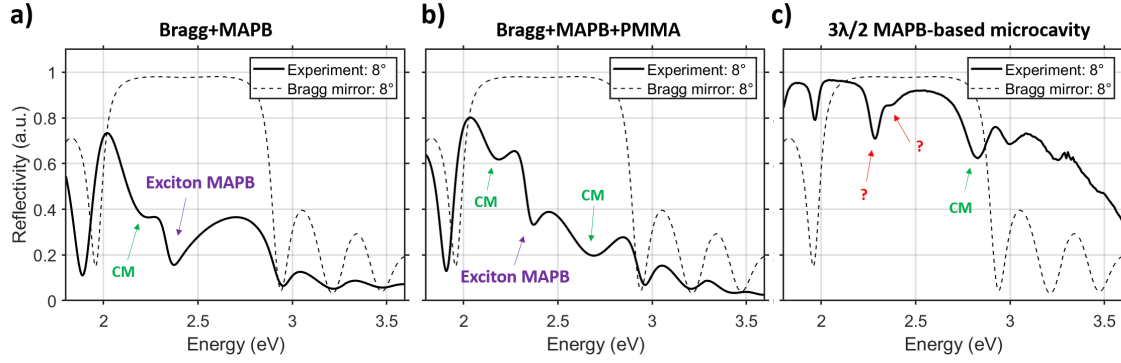 a)
Bragg+MAPB
Experiment: 8°
Bragg mirror: 8°
Exciton MAPB
CM
Reflectivity (a.u.)
0
0.2
0.4
0.6
0.8
1
2
2.5
3
3.5
Energy (eV)
b)
Bragg+MAPB+PMMA
Experiment: 8°
Bragg mirror: 8°
CM
CM
Exciton MAPB
2
2.5
3
3.5
Energy (eV)
c)
3λ/2 MAPB-based microcavity
Experiment: 8°
Bragg mirror: 8°
?
?
CM
2
2.5
3
3.5
Energy (eV)